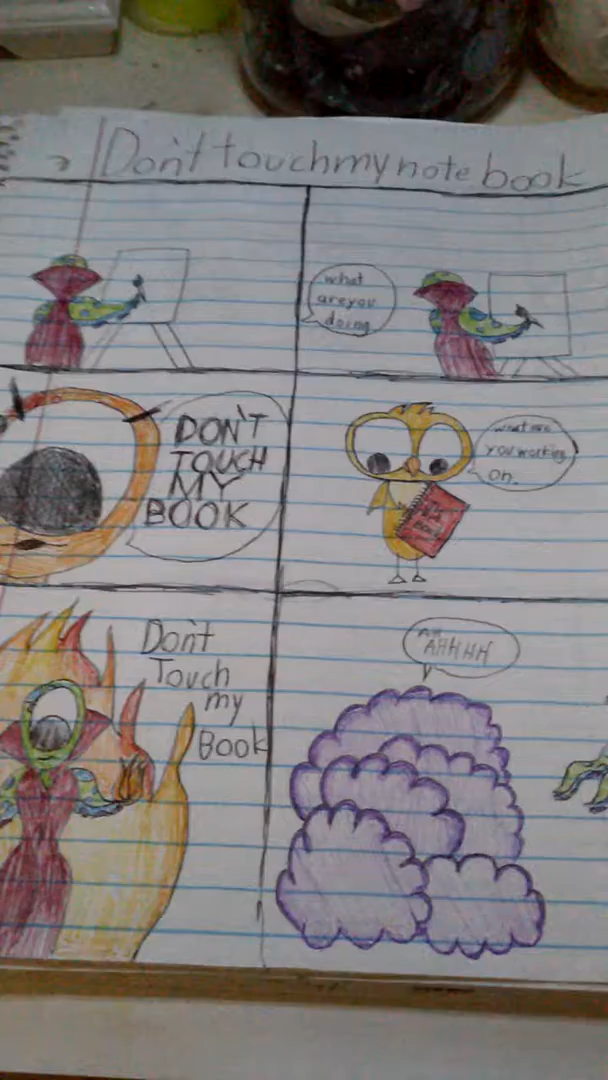 Don't touch my note book
what
are you
doing
DON'T
TOUCH
MY
BOOK
what are
you working
on.
Don't
Touch
my
Book
AHHHH